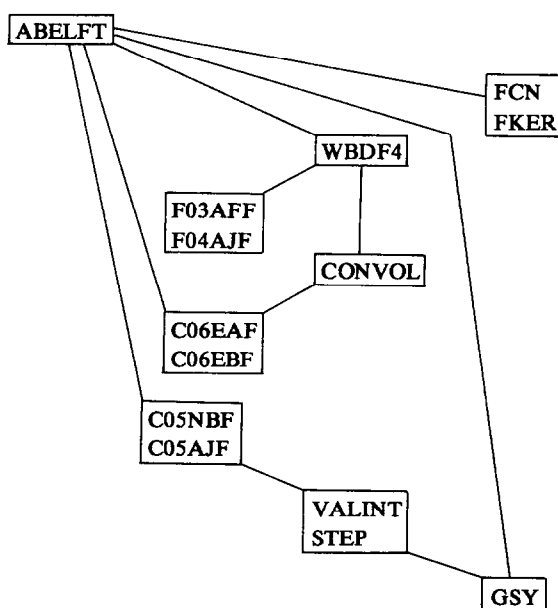 ABELFT
FCN
FKER
WBDF4
F03AFF
F04AJF
CONVOL
C06EAF
C06EBF
C05NBF
C05AJF
VALINT
STEP
GSY